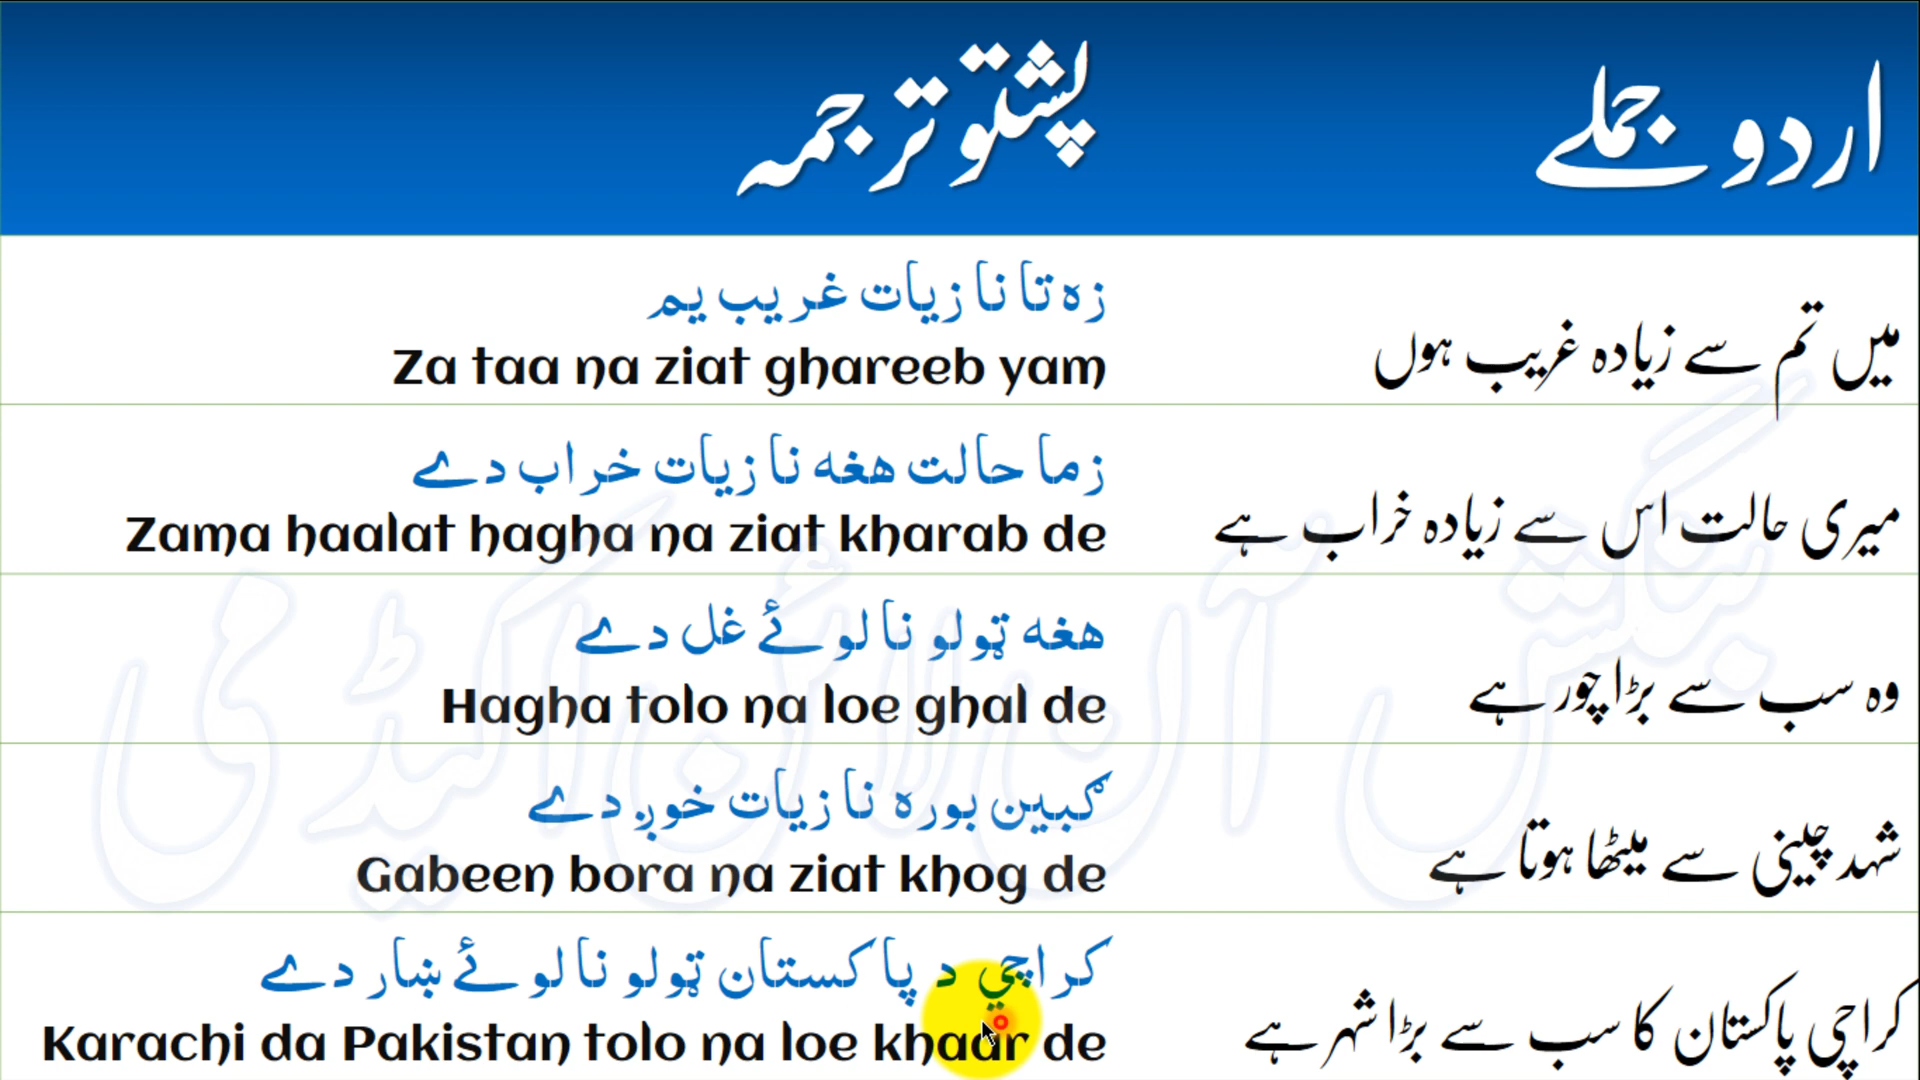 اردو جملے
پشتو ترجمہ
میں تم سے زیادہ غریب ہوں
زه تا نا زیات غریب یم
Za taa na ziat ghareeb yam
میری حالت اس سے زیادہ خراب ہے
زما حالت هغه نا زیات خراب دے
Zama haalat hagha na ziat kharab de
وہ سب سے بڑا چور ہے
هغه ټولو نا لوئے غل دے
Hagha tolo na loe ghal de
شہد چینی سے میٹھا ہوتا ہے
ګبین بوره نا زیات خوږ دے
Gabeen bora na ziat khog de
کراچی پاکستان کا سب سے بڑا شہر ہے
کراچي د پاکستان ټولو نا لوئے ښار دے
Karachi da Pakistan tolo na loe khaar de
بنگش آن لائن اکیڈمی